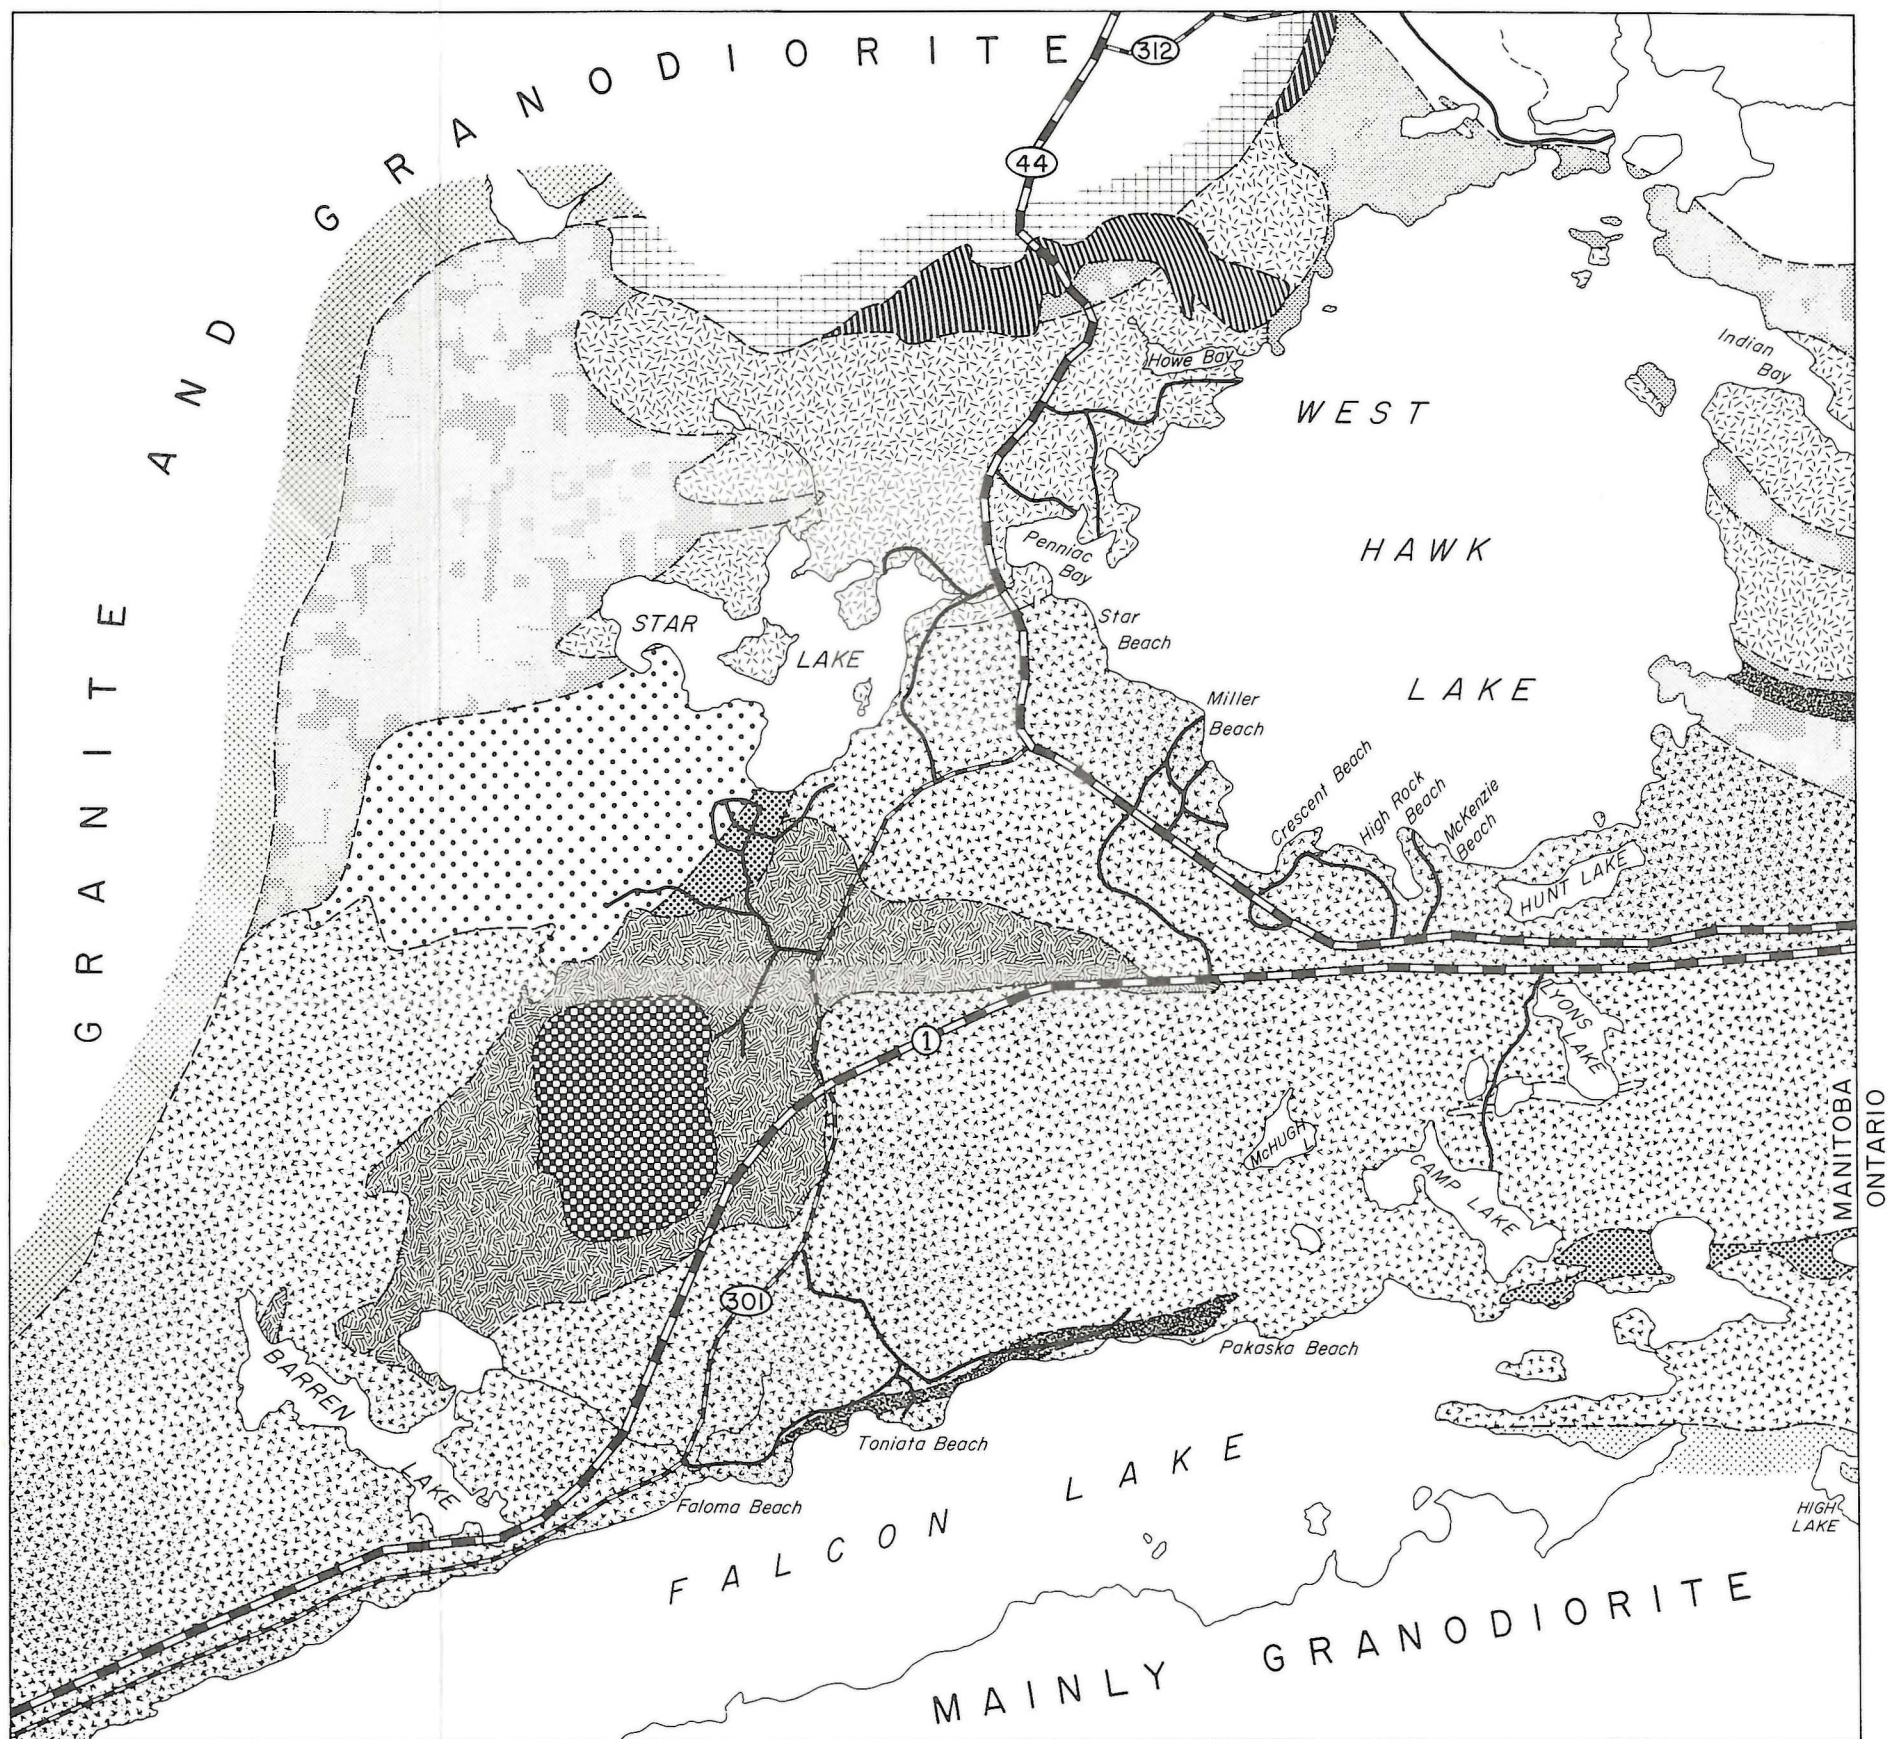 GRANITE AND GRANODIORITE
312
44
Howe Bay
Indian
Bay
WEST
HAWK
LAKE
Penniac
Bay
STAR
LAKE
Star
Beach
Miller
Beach
Crescent Beach
High Rock
Beach
McKenzie
Beach
HUNT LAKE
LYONS
LAKE
1
McHUGH
L
CAMP
LAKE
MANITOBA
ONTARIO
301
BARREN
LAKE
Pakaska Beach
Toniata Beach
Faloma Beach
FALCON LAKE
HIGH
LAKE
MAINLY GRANODIORITE